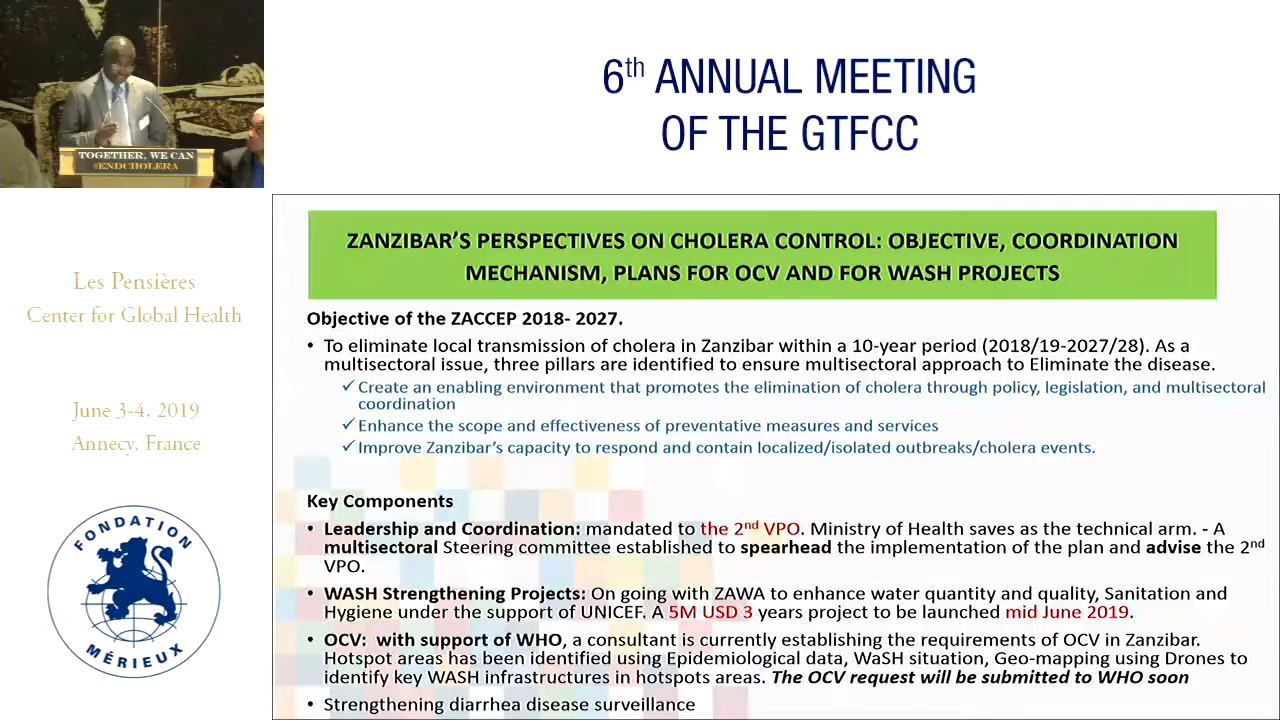 6th ANNUAL MEETING
OF THE GTFCC
TOGETHER, WE CAN
#ENDCHOLERA
Les Pensières
Center for Global Health
June 3-4, 2019
Annecy, France
FONDATION
MÉRIEUX
ZANZIBAR'S PERSPECTIVES ON CHOLERA CONTROL: OBJECTIVE, COORDINATION
MECHANISM, PLANS FOR OCV AND FOR WASH PROJECTS
Objective of the ZACCEP 2018- 2027.
• To eliminate local transmission of cholera in Zanzibar within a 10-year period (2018/19-2027/28). As a
multisectoral issue, three pillars are identified to ensure multisectoral approach to Eliminate the disease.
✓ Create an enabling environment that promotes the elimination of cholera through policy, legislation, and multisectoral
coordination
✓ Enhance the scope and effectiveness of preventative measures and services
✓ Improve Zanzibar's capacity to respond and contain localized/isolated outbreaks/cholera events.
Key Components
• Leadership and Coordination: mandated to the 2nd VPO. Ministry of Health saves as the technical arm. - A
multisectoral Steering committee established to spearhead the implementation of the plan and advise the 2nd
VPO.
• WASH Strengthening Projects: On going with ZAWA to enhance water quantity and quality, Sanitation and
Hygiene under the support of UNICEF. A 5M USD 3 years project to be launched mid June 2019.
• OCV: with support of WHO, a consultant is currently establishing the requirements of OCV in Zanzibar.
Hotspot areas has been identified using Epidemiological data, WaSH situation, Geo-mapping using Drones to
identify key WASH infrastructures in hotspots areas. The OCV request will be submitted to WHO soon
• Strengthening diarrhea disease surveillance